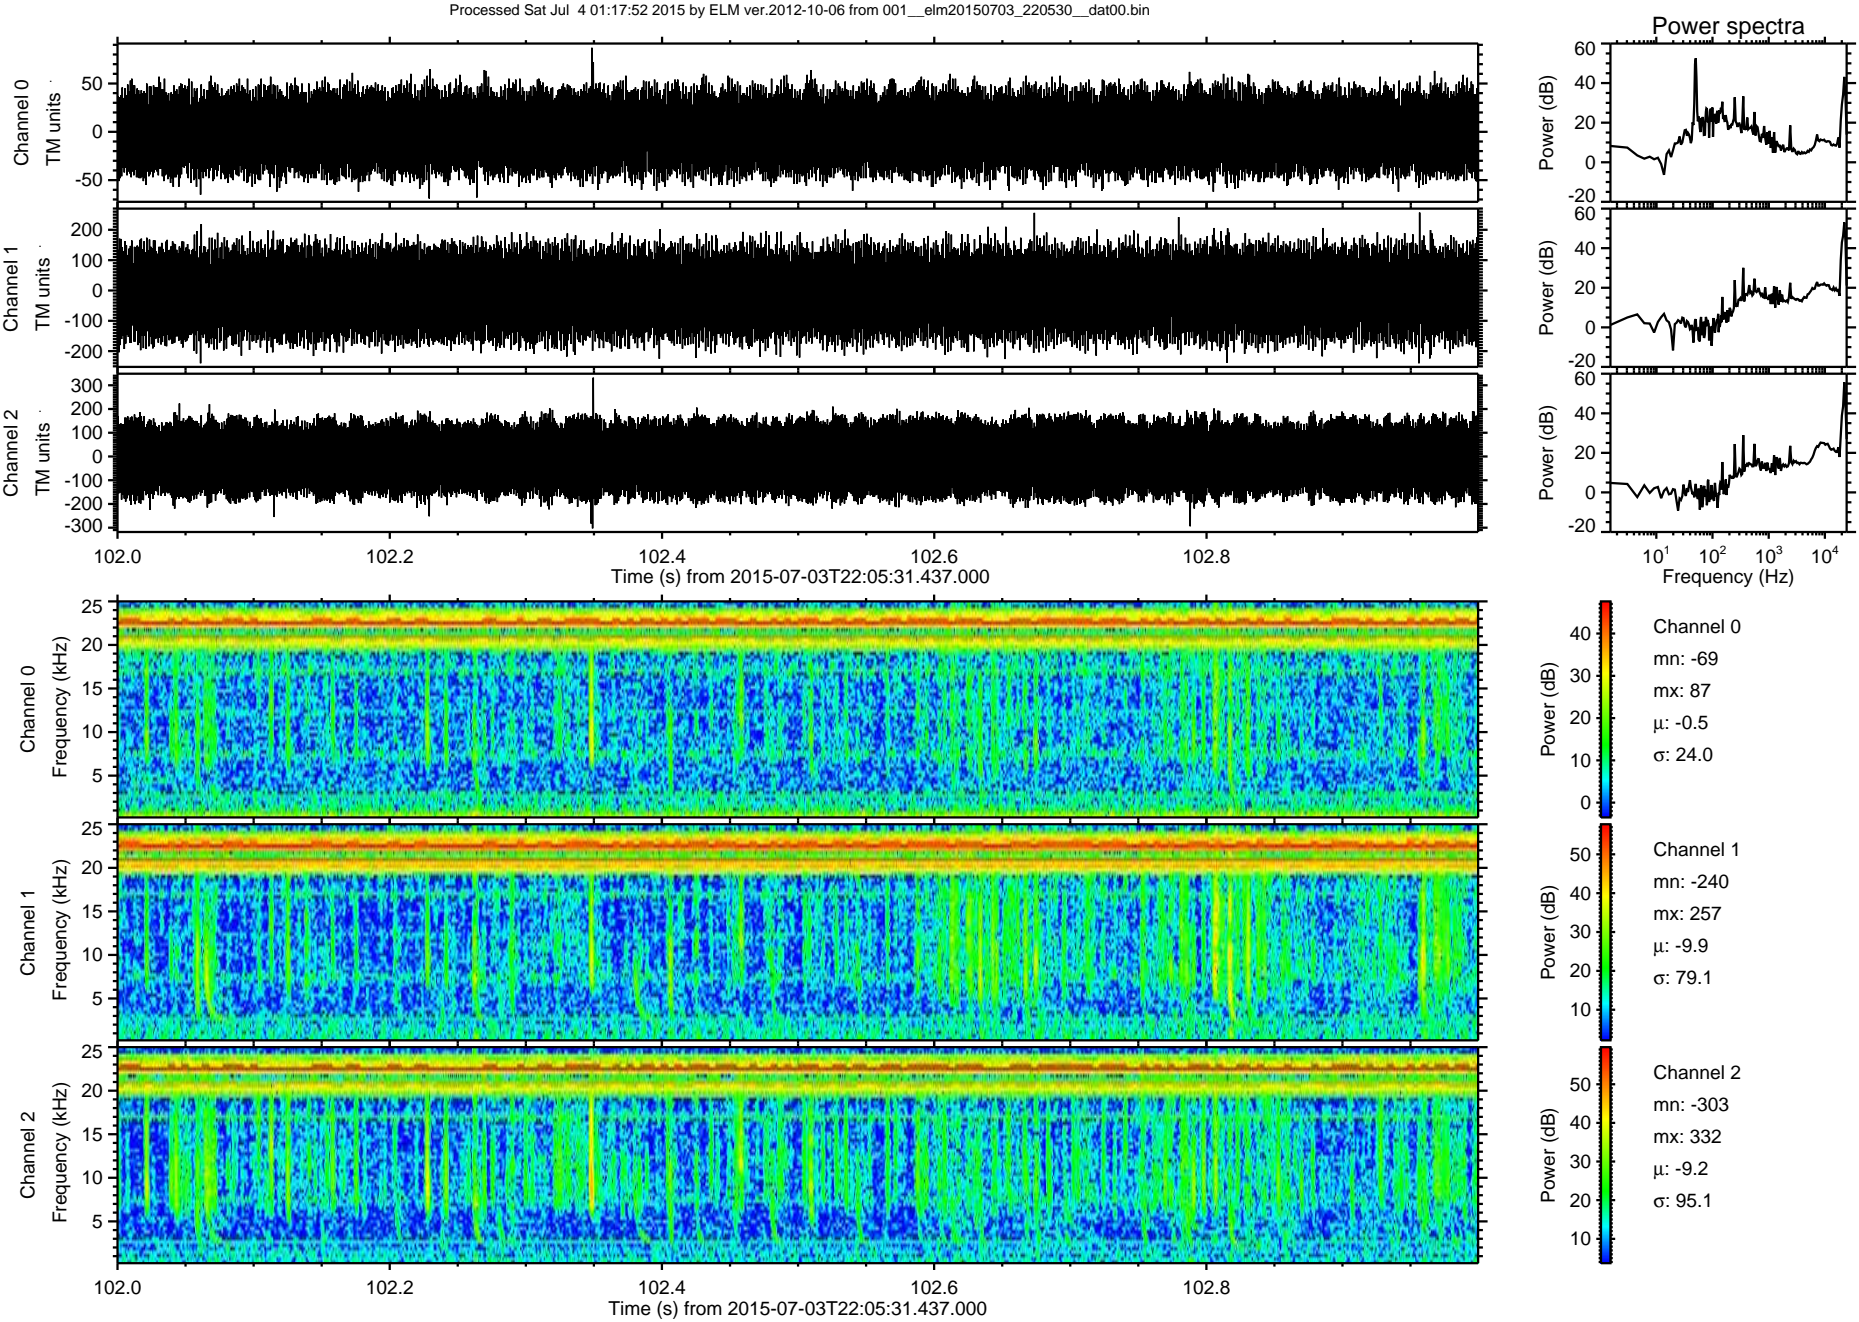 Processed Sat Jul 4 01:17:52 2015 by ELM ver.2012-10-06 from 001__elm20150703_220530__dat00.bin
Power spectra
Channel 0
TM units
50
0
-50
Power (dB)
60
40
20
0
-20
Channel 1
TM units
200
100
0
-100
-200
Power (dB)
60
40
20
0
-20
Channel 2
TM units
300
200
100
0
-100
-200
-300
Power (dB)
60
40
20
0
-20
102.0 102.2 102.4 102.6 102.8
Time (s) from 2015-07-03T22:05:31.437.000
10¹ 10² 10³ 10⁴
Frequency (Hz)
Channel 0
Frequency (kHz)
25
20
15
10
5
Power (dB)
40
30
20
10
0
Channel 0
mn: -69
mx: 87
μ: -0.5
σ: 24.0
Channel 1
Frequency (kHz)
25
20
15
10
5
Power (dB)
50
40
30
20
10
Channel 1
mn: -240
mx: 257
μ: -9.9
σ: 79.1
Channel 2
Frequency (kHz)
25
20
15
10
5
Power (dB)
50
40
30
20
10
Channel 2
mn: -303
mx: 332
μ: -9.2
σ: 95.1
102.0 102.2 102.4 102.6 102.8
Time (s) from 2015-07-03T22:05:31.437.000